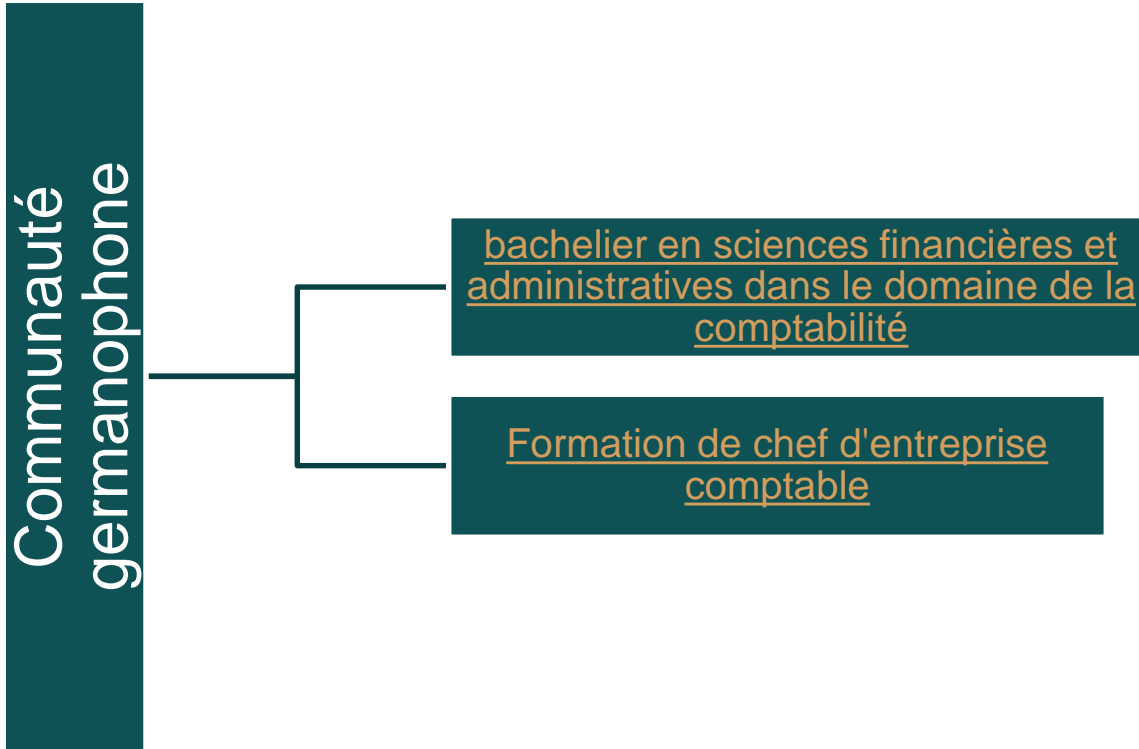 Communauté
germanophone
bachelier en sciences financières et
administratives dans le domaine de la
comptabilité
Formation de chef d'entreprise
comptable